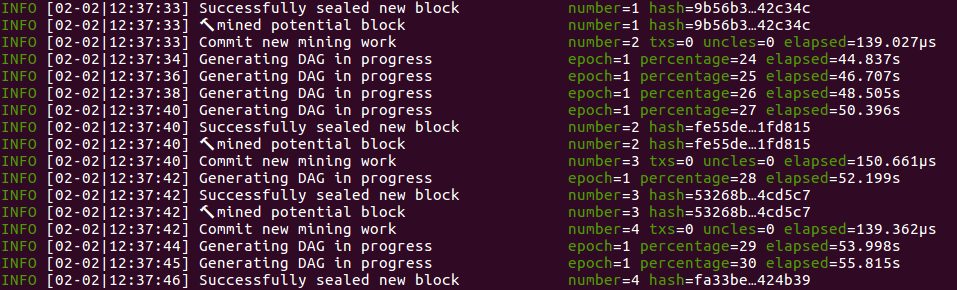 INFO [02-02|12:37:33] Successfully sealed new block number=1 hash=9b56b3…42c34c
INFO [02-02|12:37:33] 🔨mined potential block number=1 hash=9b56b3…42c34c
INFO [02-02|12:37:33] Commit new mining work number=2 txs=0 uncles=0 elapsed=139.027µs
INFO [02-02|12:37:34] Generating DAG in progress epoch=1 percentage=24 elapsed=44.837s
INFO [02-02|12:37:36] Generating DAG in progress epoch=1 percentage=25 elapsed=46.707s
INFO [02-02|12:37:38] Generating DAG in progress epoch=1 percentage=26 elapsed=48.505s
INFO [02-02|12:37:40] Generating DAG in progress epoch=1 percentage=27 elapsed=50.396s
INFO [02-02|12:37:40] Successfully sealed new block number=2 hash=fe55de…1fd815
INFO [02-02|12:37:40] 🔨mined potential block number=2 hash=fe55de…1fd815
INFO [02-02|12:37:40] Commit new mining work number=3 txs=0 uncles=0 elapsed=150.661µs
INFO [02-02|12:37:42] Generating DAG in progress epoch=1 percentage=28 elapsed=52.199s
INFO [02-02|12:37:42] Successfully sealed new block number=3 hash=53268b…4cd5c7
INFO [02-02|12:37:42] 🔨mined potential block number=3 hash=53268b…4cd5c7
INFO [02-02|12:37:42] Commit new mining work number=4 txs=0 uncles=0 elapsed=139.362µs
INFO [02-02|12:37:44] Generating DAG in progress epoch=1 percentage=29 elapsed=53.998s
INFO [02-02|12:37:45] Generating DAG in progress epoch=1 percentage=30 elapsed=55.815s
INFO [02-02|12:37:46] Successfully sealed new block number=4 hash=fa33be…424b39